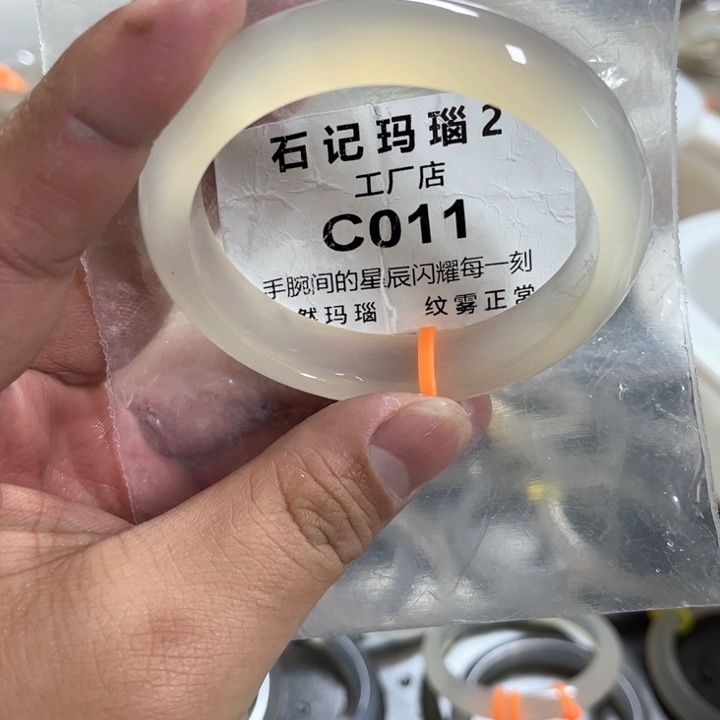 石记玛瑙2
工厂店
C011
手腕间的星辰闪耀每一刻
然玛瑙 纹雾正常